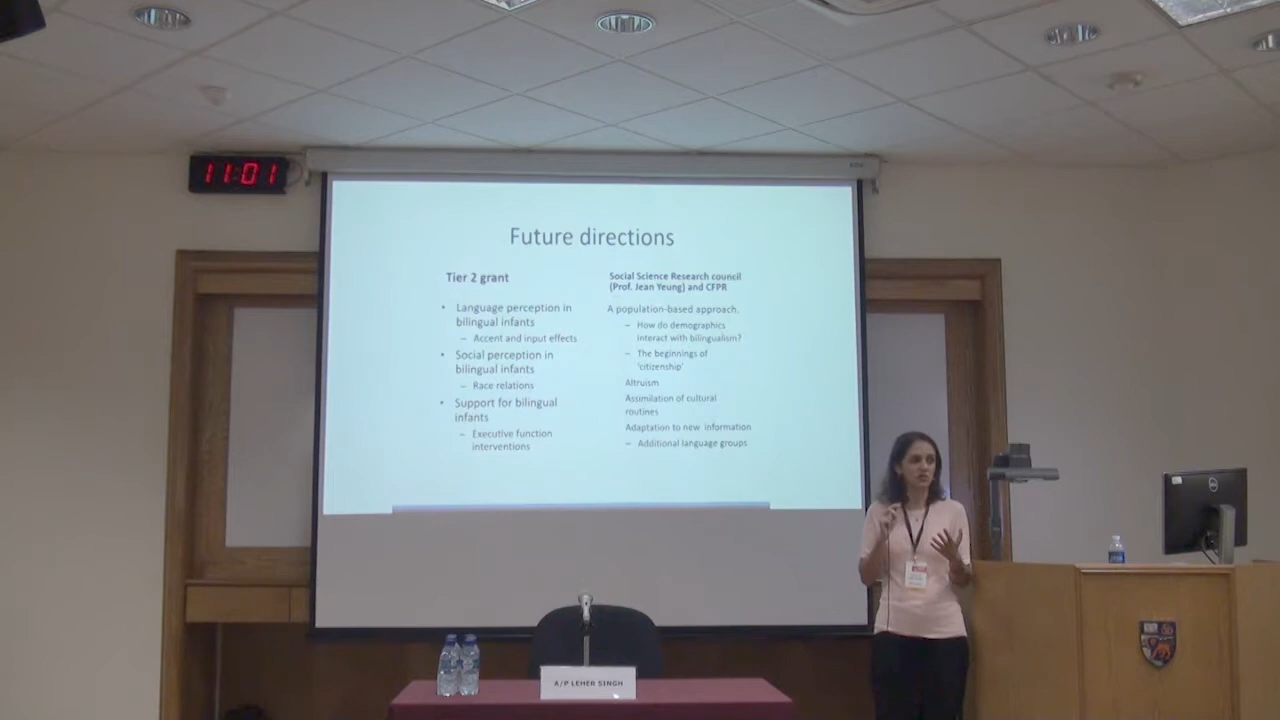 11:01
Future directions
Tier 2 grant
• Language perception in
bilingual infants
– Accent and input effects
• Social perception in
bilingual infants
– Race relations
• Support for bilingual
infants
– Executive function
interventions
Social Science Research council
(Prof. Jean Yeung) and CFPR
A population-based approach.
– How do demographics
interact with bilingualism?
– The beginnings of
'citizenship'
Altruism
Assimilation of cultural
routines
Adaptation to new information
– Additional language groups
DELL
A/P LEHER SINGH